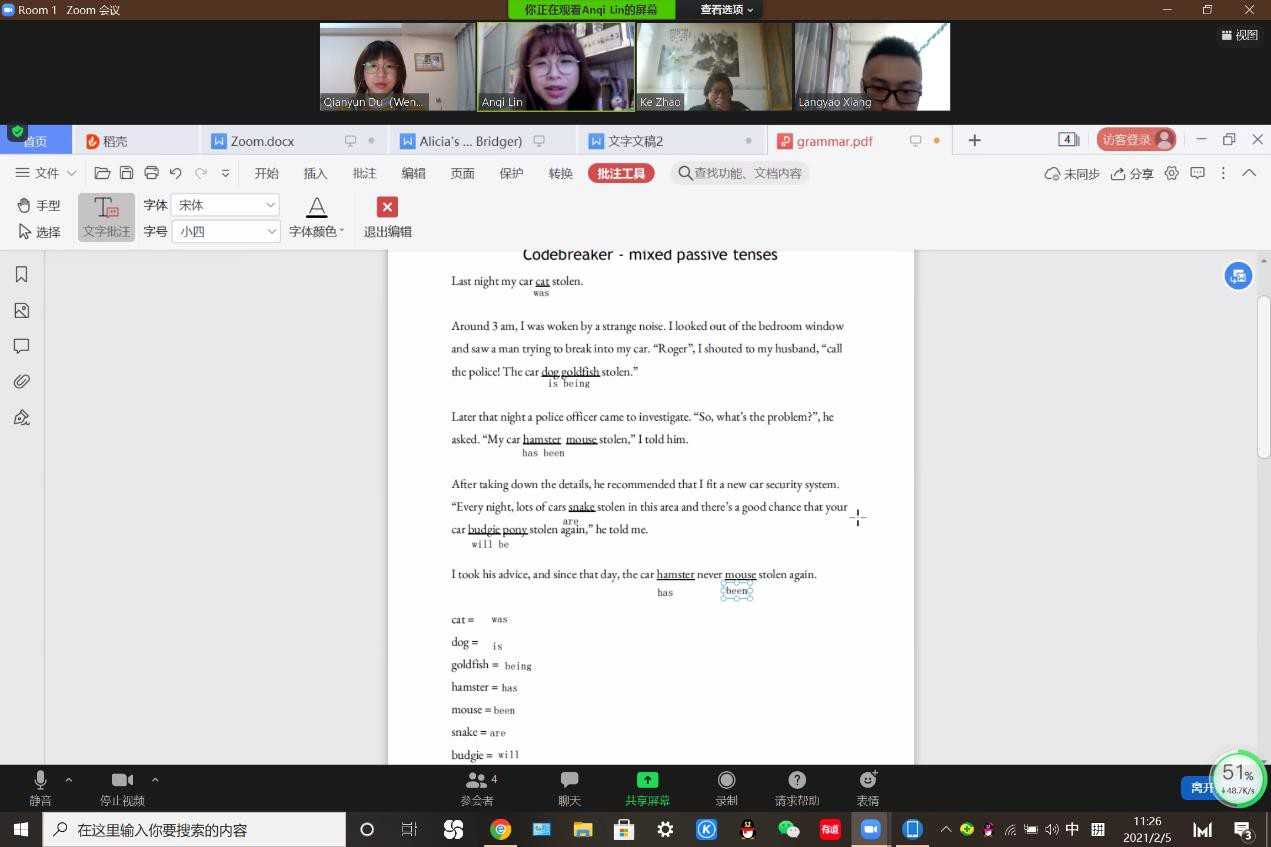 Room 1 Zoom 会议
你正在观看Anqi Lin的屏幕
查看选项
视图
Qianyun Du（Wen...
Anqi Lin
Ke Zhao
Langyao Xiang
首页
稻壳
Zoom.docx
Alicia's ... Bridger)
文字文稿2
grammar.pdf
4
访客登录
文件
开始
插入
批注
编辑
页面
保护
转换
批注工具
查找功能、文档内容
未同步
分享
手型
选择
文字批注
字体 宋体
字号 小四
字体颜色
退出编辑
Codebreaker - mixed passive tenses
Last night my car cat stolen.
was
Around 3 am, I was woken by a strange noise. I looked out of the bedroom window
and saw a man trying to break into my car. “Roger”, I shouted to my husband, “call
the police! The car dog goldfish stolen.”
is being
Later that night a police officer came to investigate. “So, what’s the problem?”, he
asked. “My car hamster mouse stolen,” I told him.
has been
After taking down the details, he recommended that I fit a new car security system.
“Every night, lots of cars snake stolen in this area and there’s a good chance that your
are
car budgie pony stolen again,” he told me.
will be
I took his advice, and since that day, the car hamster never mouse stolen again.
has been
cat = was
dog = is
goldfish = being
hamster = has
mouse = been
snake = are
budgie = will
静音
停止视频
4
参会者
聊天
共享屏幕
录制
请求帮助
表情
离开
51%
48.7K/s
在这里输入你要搜索的内容
有道
中
拼
11:26
2021/2/5
3